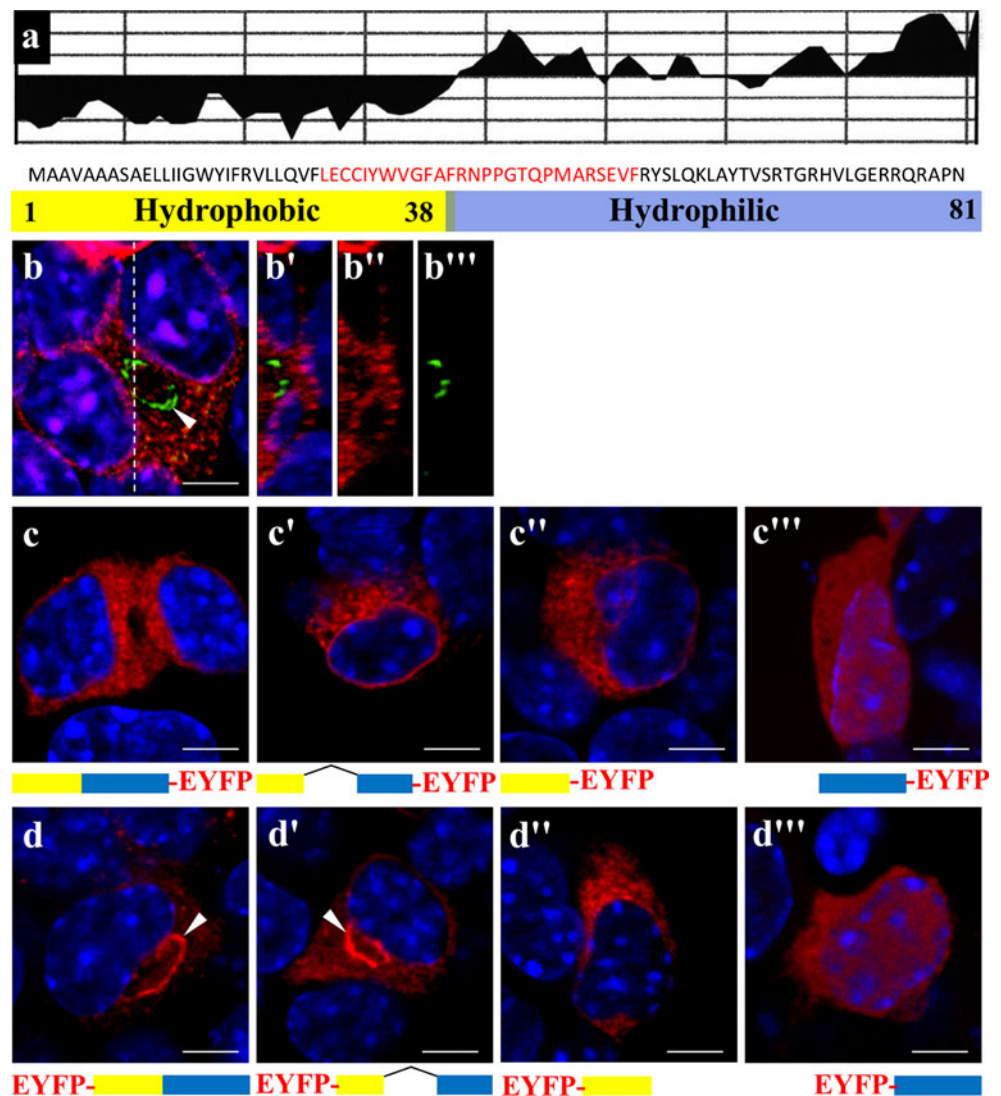 a
MAAVAAASAELLIIGWYIFRVLLQVFLECCIYWVGFAFRNPPGTQPMARSEVFRYSLQKLAYTVSRTGRHVLGERRQRAPN
1 Hydrophobic 38 Hydrophilic 81
b b' b'' b'''
c c' c'' c'''
-EYFP -EYFP -EYFP -EYFP
d d' d'' d'''
EYFP- EYFP- EYFP- EYFP-